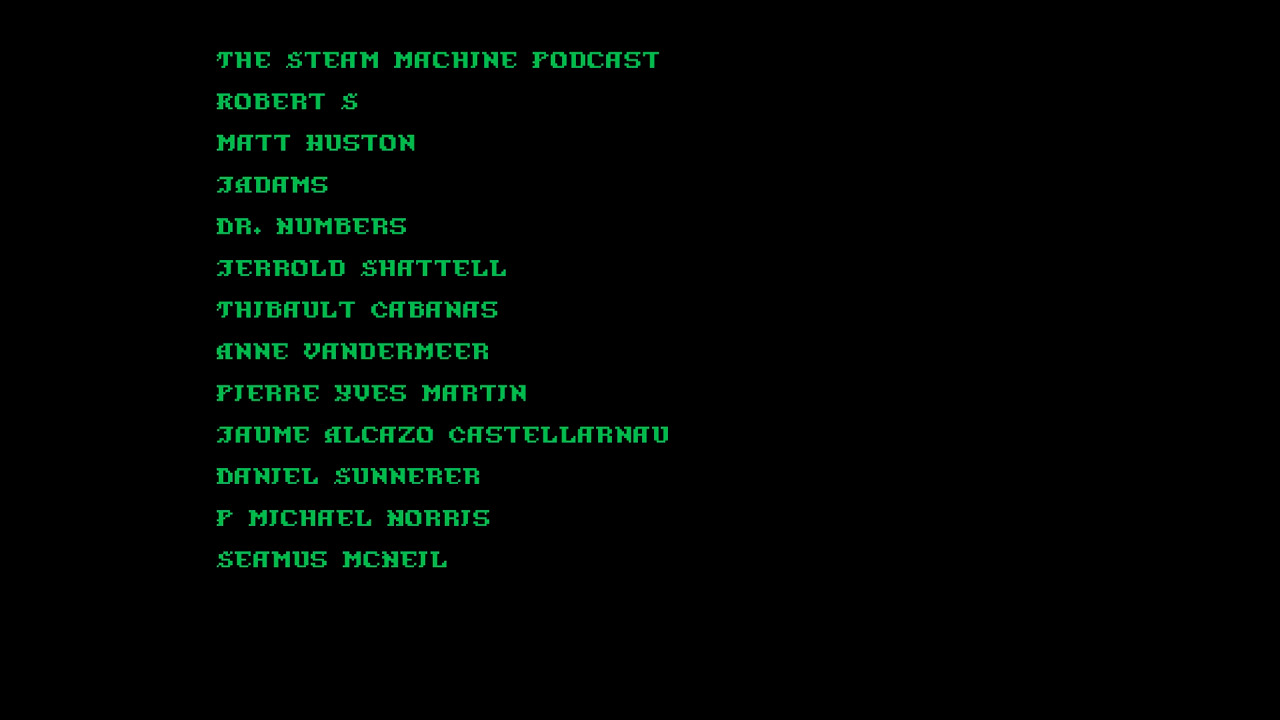 THE STEAM MACHINE PODCAST
ROBERT S
MATT HUSTON
JADAMS
DR. NUMBERS
JERROLD SHATTELL
THIBAULT CABANAS
ANNE VANDERMEER
PIERRE YVES MARTIN
JAUME ALCAZO CASTELLARNAU
DANIEL SUNNERER
P MICHAEL NORRIS
SEAMUS MCNEIL